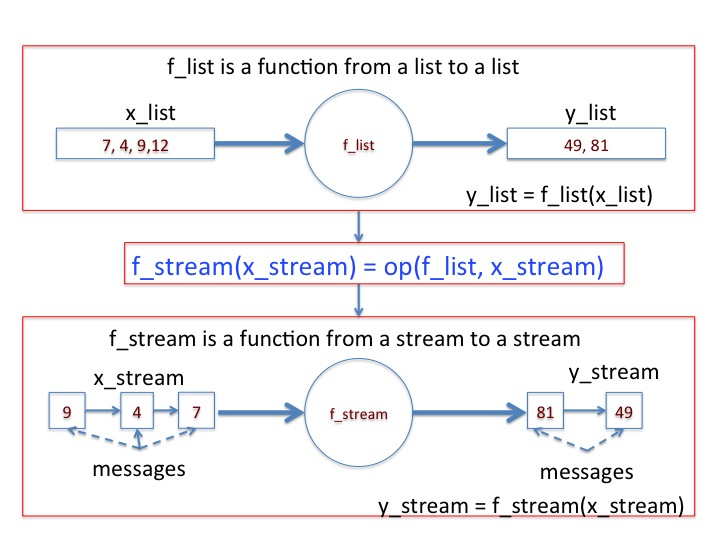 f_list is a function from a list to a list
x_list
y_list
7, 4, 9,12
f_list
49, 81
y_list = f_list(x_list)
f_stream(x_stream) = op(f_list, x_stream)
f_stream is a function from a stream to a stream
x_stream
y_stream
9
4
7
f_stream
81
49
messages
messages
y_stream = f_stream(x_stream)